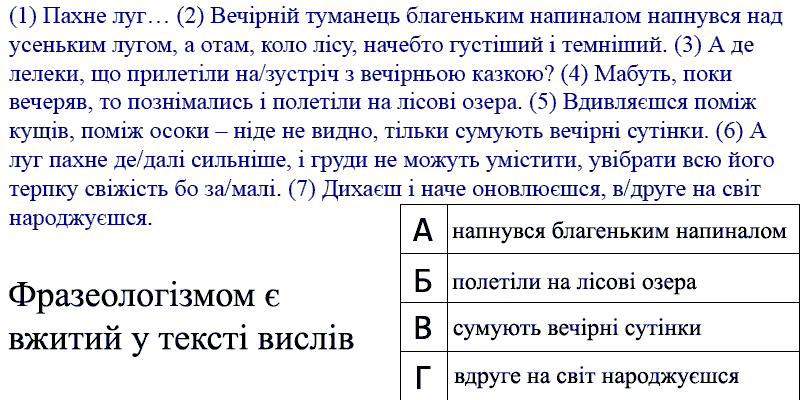 (1) Пахне луг… (2) Вечірній туманець благеньким напиналом напнувся над
усеньким лугом, а отам, коло лісу, начебто густіший і темніший. (3) А де
лелеки, що прилетіли на/зустріч з вечірньою казкою? (4) Мабуть, поки
вечеряв, то познімались і полетіли на лісові озера. (5) Вдивляєшся поміж
кущів, поміж осоки – ніде не видно, тільки сумують вечірні сутінки. (6) А
луг пахне де/далі сильніше, і груди не можуть умістити, увібрати всю його
терпку свіжість бо за/малі. (7) Дихаєш і наче оновлюєшся, в/друге на світ
народжуєшся.
Фразеологізмом є
вжитий у тексті вислів
А напнувся благеньким напиналом
Б полетіли на лісові озера
В сумують вечірні сутінки
Г вдруге на світ народжуєшся